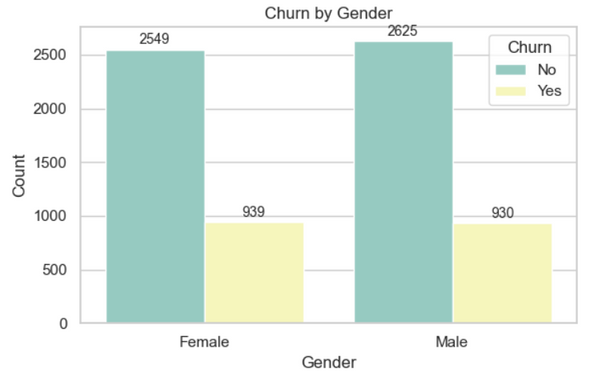 Churn by Gender
2549
2625
Churn
No
Yes
2500
2000
1500
1000
500
0
939
930
Count
Female
Male
Gender